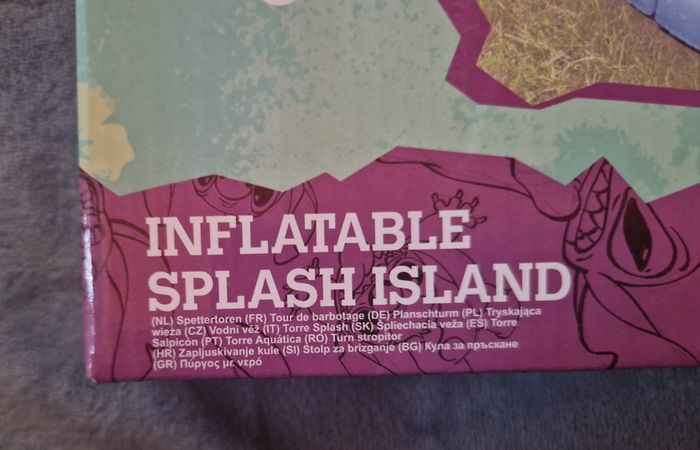 INFLATABLE
SPLASH ISLAND
(NL) Spettertoren (FR) Tour de barbotage (DE) Planschturm (PL) Tryskająca
wieża (CZ) Vodní věž (IT) Torre Splash (SK) Špliechacia veža (ES) Torre
Salpicón (PT) Torre Aquática (RO) Turn stropitor
(HR) Zapljuskivanje kule (SI) Stolp za brizganje (BG) Кула за пръскане
(GR) Πύργος με νερό